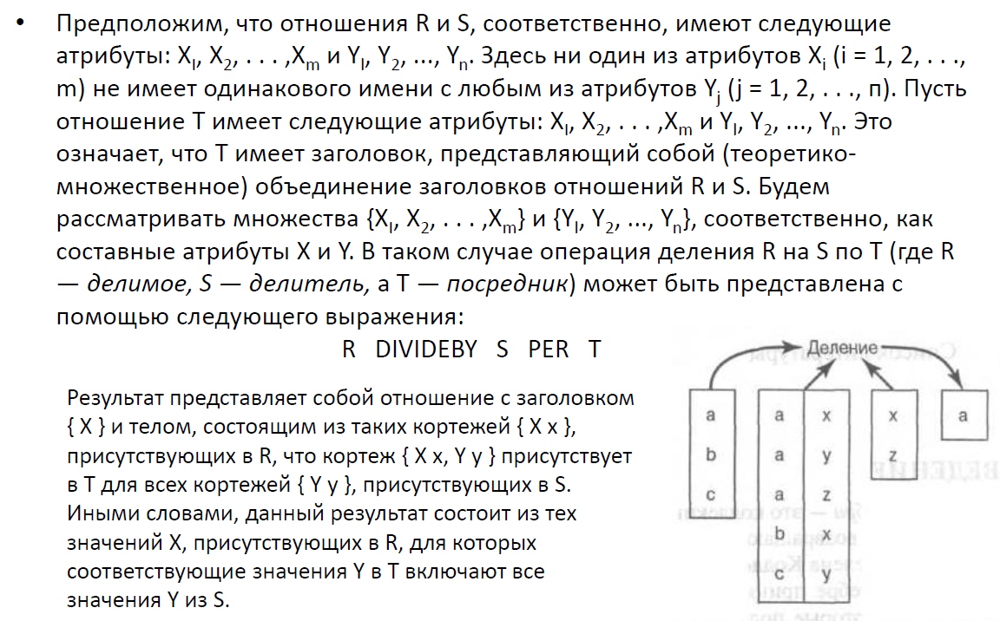 • Предположим, что отношения R и S, соответственно, имеют следующие
атрибуты: X_I, X_2, . . . ,X_m и Y_I, Y_2, ..., Y_n. Здесь ни один из атрибутов X_i (i = 1, 2, . . .,
m) не имеет одинакового имени с любым из атрибутов Y_j (j = 1, 2, . . ., п). Пусть
отношение T имеет следующие атрибуты: X_I, X_2, . . . ,X_m и Y_I, Y_2, ..., Y_n. Это
означает, что T имеет заголовок, представляющий собой (теоретико-
множественное) объединение заголовков отношений R и S. Будем
рассматривать множества {X_I, X_2, . . . ,X_m} и {Y_I, Y_2, ..., Y_n}, соответственно, как
составные атрибуты X и Y. В таком случае операция деления R на S по T (где R
— делимое, S — делитель, а T — посредник) может быть представлена с
помощью следующего выражения:
R DIVIDEBY S PER T
Результат представляет собой отношение с заголовком
{ X } и телом, состоящим из таких кортежей { X x },
присутствующих в R, что кортеж { X x, Y y } присутствует
в T для всех кортежей { Y y }, присутствующих в S.
Иными словами, данный результат состоит из тех
значений X, присутствующих в R, для которых
соответствующие значения Y в T включают все
значения Y из S.
Деление
a a x x a
b a y z
c a z
b x
c y